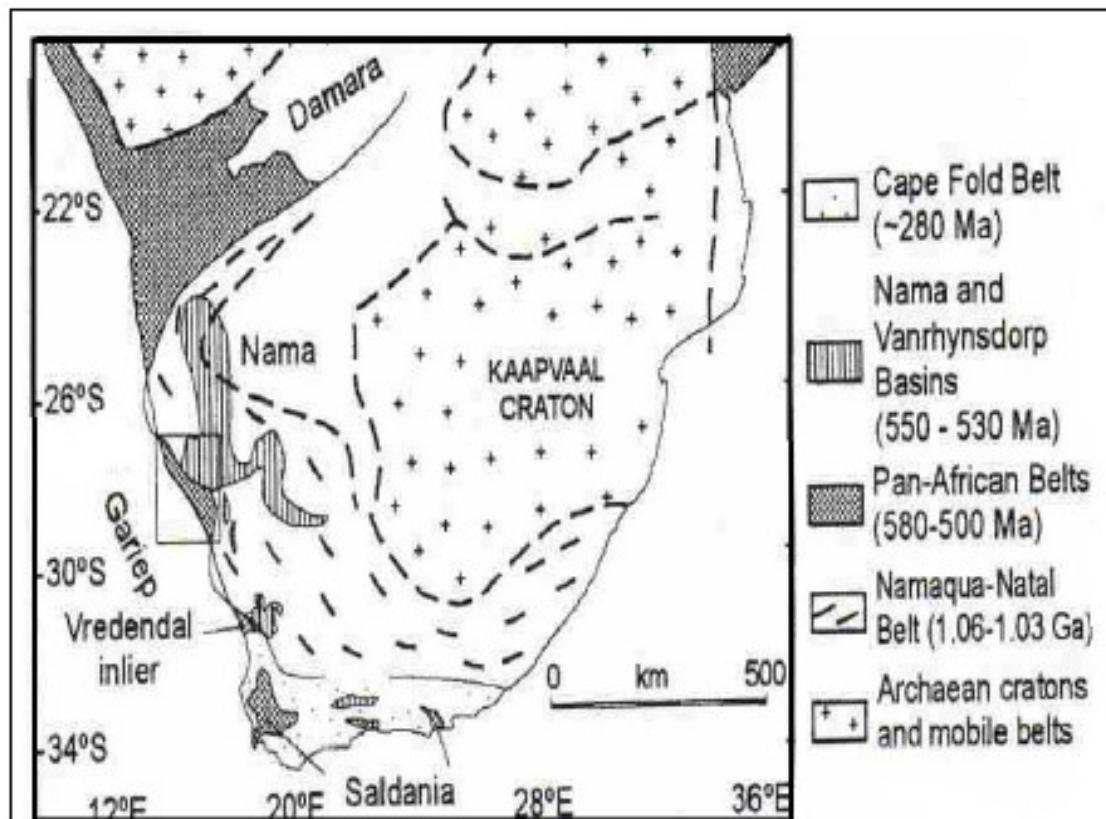 Damara
22ºS
Nama
KAAPVAAL
CRATON
26ºS
Gariep
30ºS
Vredendal
inlier
0 km 500
34ºS
Saldania
12ºE 20ºE 28ºE 36ºE
Cape Fold Belt
(~280 Ma)
Nama and
Vanrhynsdorp
Basins
(550 - 530 Ma)
Pan-African Belts
(580-500 Ma)
Namaqua-Natal
Belt (1.06-1.03 Ga)
Archaean cratons
and mobile belts